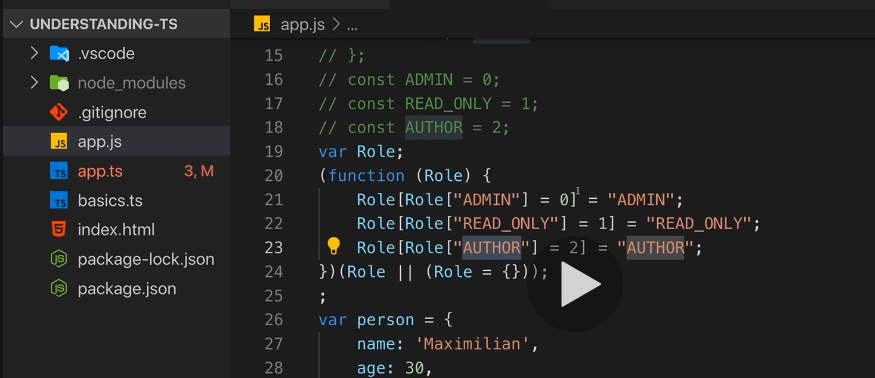 UNDERSTANDING-TS
.vscode
node_modules
.gitignore
app.js
app.ts 3, M
basics.ts
index.html
package-lock.json
package.json
app.js > ...
15 // };
16 // const ADMIN = 0;
17 // const READ_ONLY = 1;
18 // const AUTHOR = 2;
19 var Role;
20 (function (Role) {
21 Role[Role["ADMIN"] = 0] = "ADMIN";
22 Role[Role["READ_ONLY"] = 1] = "READ_ONLY";
23 Role[Role["AUTHOR"] = 2] = "AUTHOR";
24 })(Role || (Role = {}));
25 ;
26 var person = {
27 name: 'Maximilian',
28 age: 30,